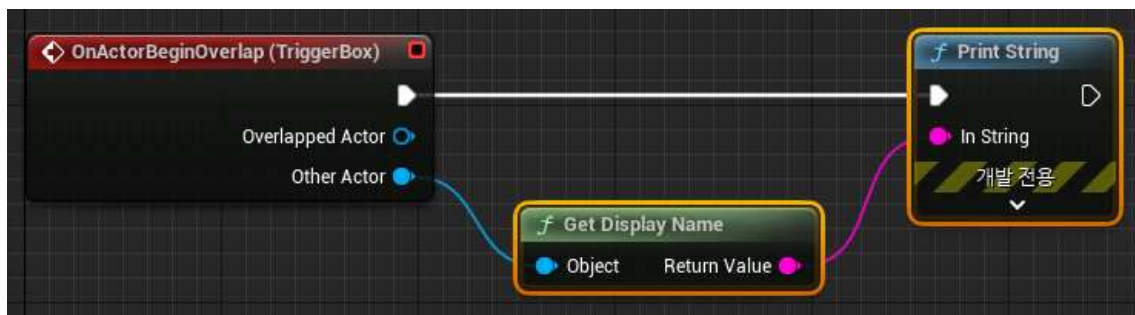 OnActorBeginOverlap (TriggerBox)
Overlapped Actor
Other Actor
f Get Display Name
Object Return Value
f Print String
In String
개발 전용